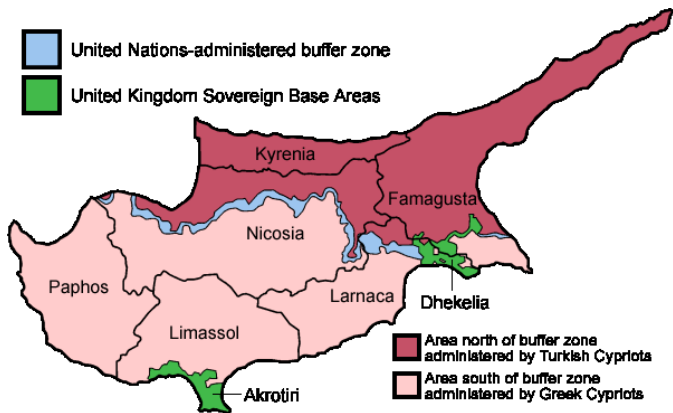 United Nations-administered buffer zone
United Kingdom Sovereign Base Areas
Kyrenia
Famagusta
Nicosia
Paphos
Larnaca
Dhekelia
Limassol
Area north of buffer zone
administered by Turkish Cypriots
Area south of buffer zone
administered by Greek Cypriots
Akrotiri